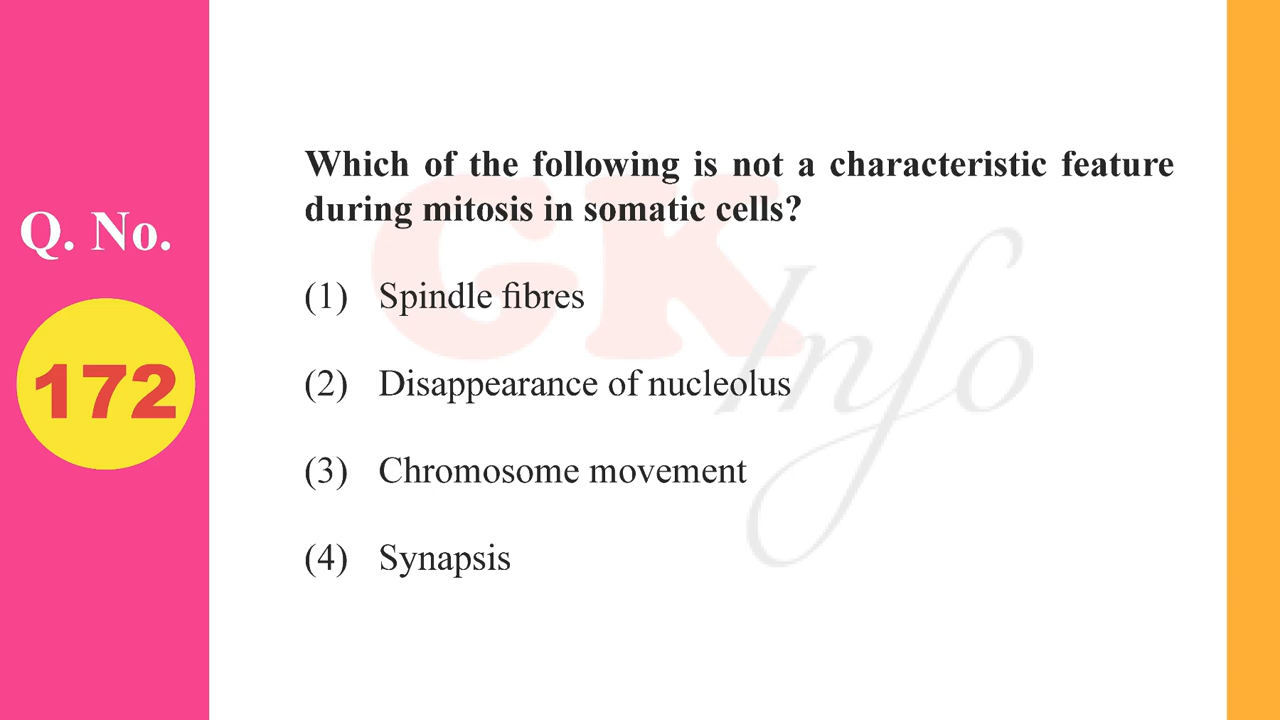 Q. No.
172
Which of the following is not a characteristic feature
during mitosis in somatic cells?
(1) Spindle fibres
(2) Disappearance of nucleolus
(3) Chromosome movement
(4) Synapsis
GK
Info